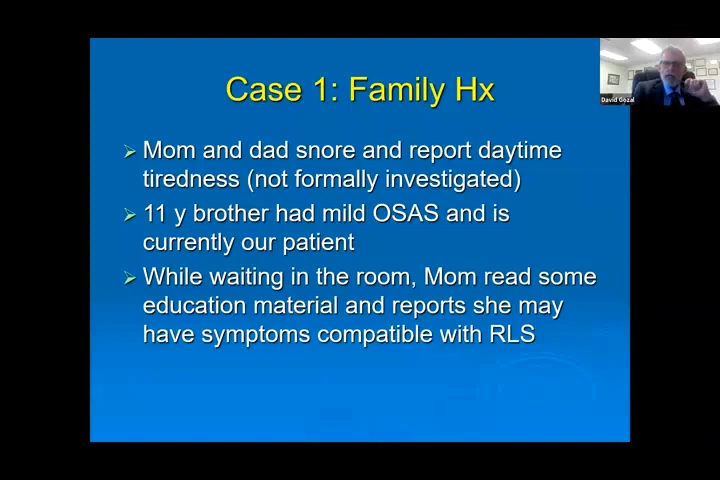 Case 1: Family Hx
David Gozal
Mom and dad snore and report daytime
tiredness (not formally investigated)
11 y brother had mild OSAS and is
currently our patient
While waiting in the room, Mom read some
education material and reports she may
have symptoms compatible with RLS